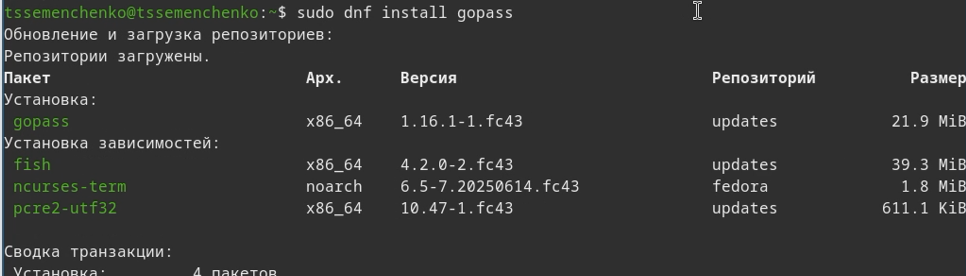 tssemenchenko@tssemenchenko:~$ sudo dnf install gopass
Обновление и загрузка репозиториев:
Репозитории загружены.
Пакет Арх. Версия Репозиторий Размер
Установка:
gopass x86_64 1.16.1-1.fc43 updates 21.9 MiB
Установка зависимостей:
fish x86_64 4.2.0-2.fc43 updates 39.3 MiB
ncurses-term noarch 6.5-7.20250614.fc43 fedora 1.8 MiB
pcre2-utf32 x86_64 10.47-1.fc43 updates 611.1 KiB
Сводка транзакции:
Установка: 4 пакетов